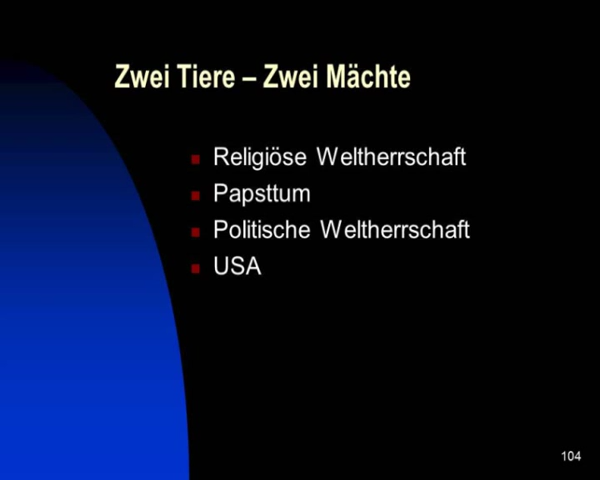 Zwei Tiere – Zwei Mächte
Religiöse Weltherrschaft
Papsttum
Politische Weltherrschaft
USA
104